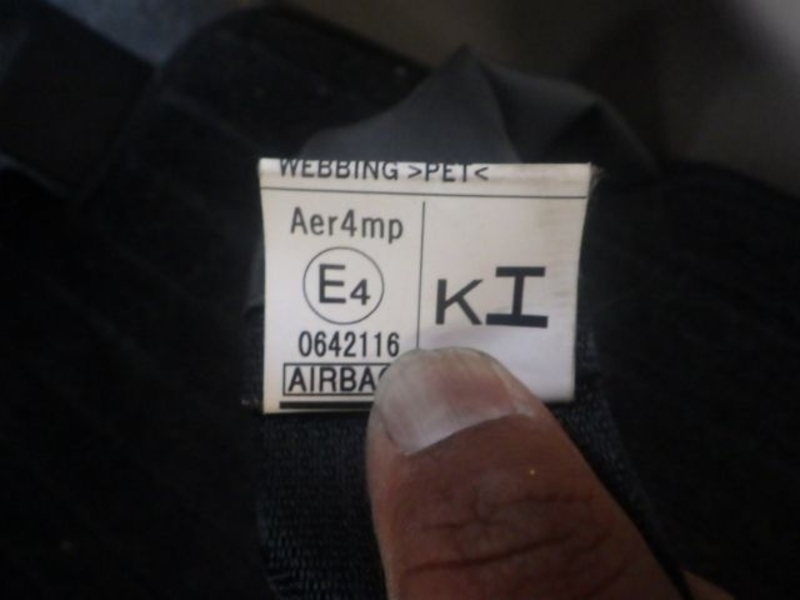 WEBBING >PET<
Aer4mp
E4
KI
0642116